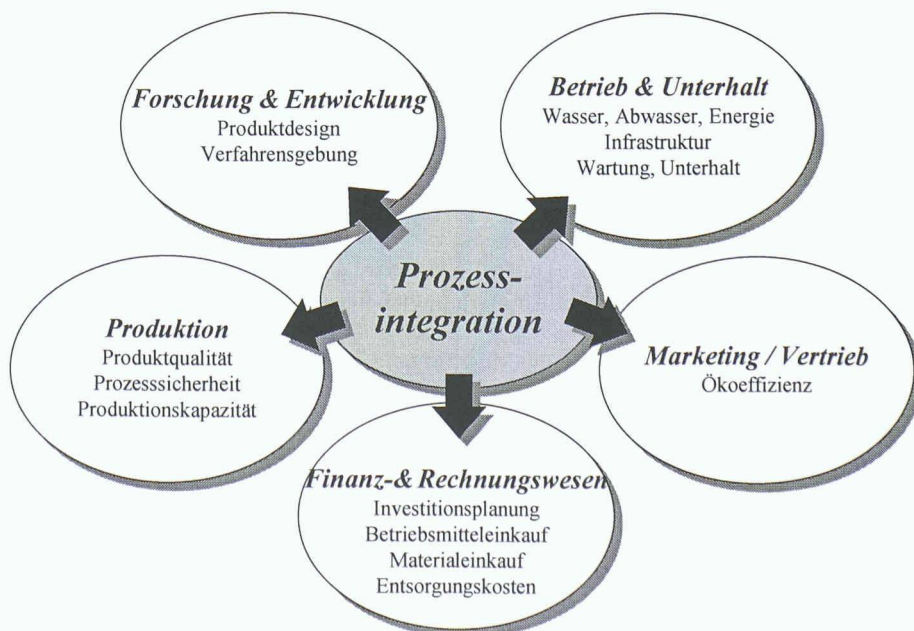 Forschung & Entwicklung
Produktdesign
Verfahrensgebung
Betrieb & Unterhalt
Wasser, Abwasser, Energie
Infrastruktur
Wartung, Unterhalt
Prozess-
integration
Produktion
Produktqualität
Prozesssicherheit
Produktionskapazität
Marketing / Vertrieb
Ökoeffizienz
Finanz-& Rechnungswesen
Investitionsplanung
Betriebsmitteleinkauf
Materialeinkauf
Entsorgungskosten